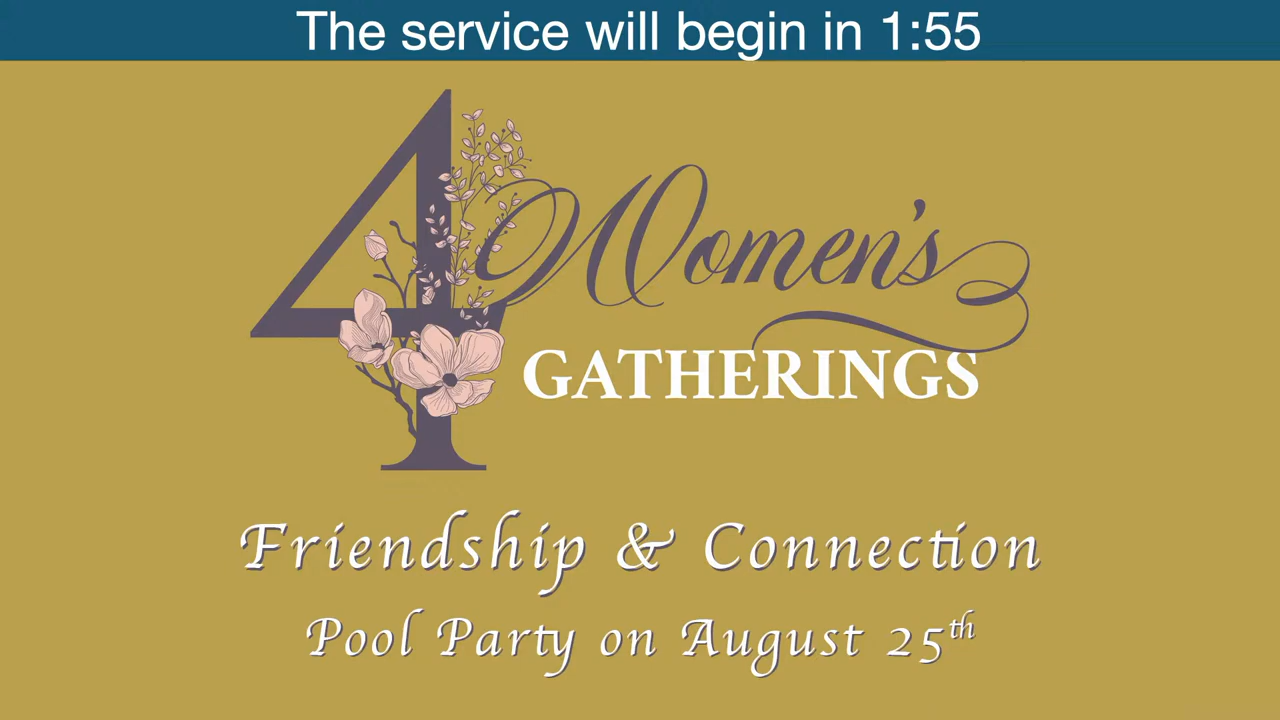 The service will begin in 1:55
4 Women's
GATHERINGS
Friendship & Connection
Pool Party on August 25th